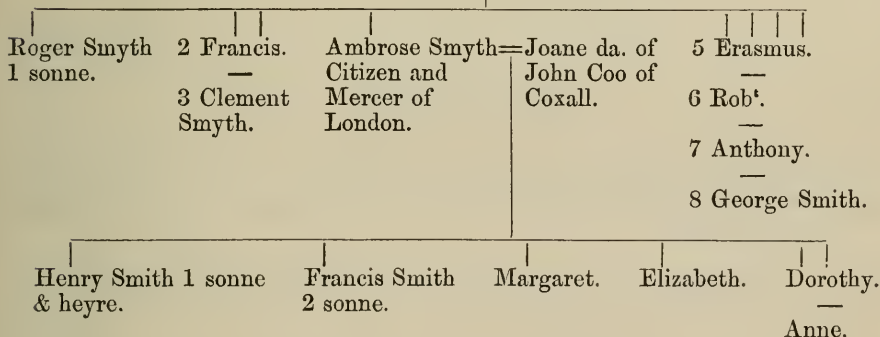 Roger Smyth
1 sonne.
2 Francis.
—
3 Clement
Smyth.
Ambrose Smyth=Joane da. of
Citizen and
Mercer of
London.
John Coo of
Coxall.
5 Erasmus.
—
6 Robᵗ.
—
7 Anthony.
—
8 George Smith.
Henry Smith 1 sonne
& heyre.
Francis Smith
2 sonne.
Margaret.
Elizabeth.
Dorothy.
—
Anne.